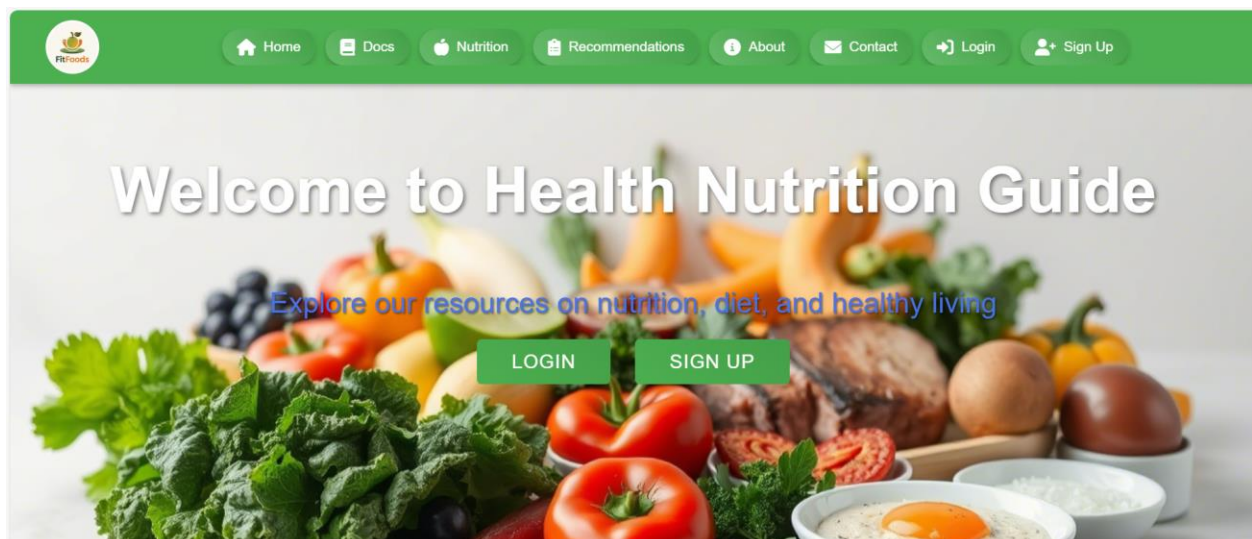 FitFoods
Home Docs Nutrition Recommendations About Contact Login Sign Up
Welcome to Health Nutrition Guide
Explore our resources on nutrition, diet, and healthy living
LOGIN SIGN UP